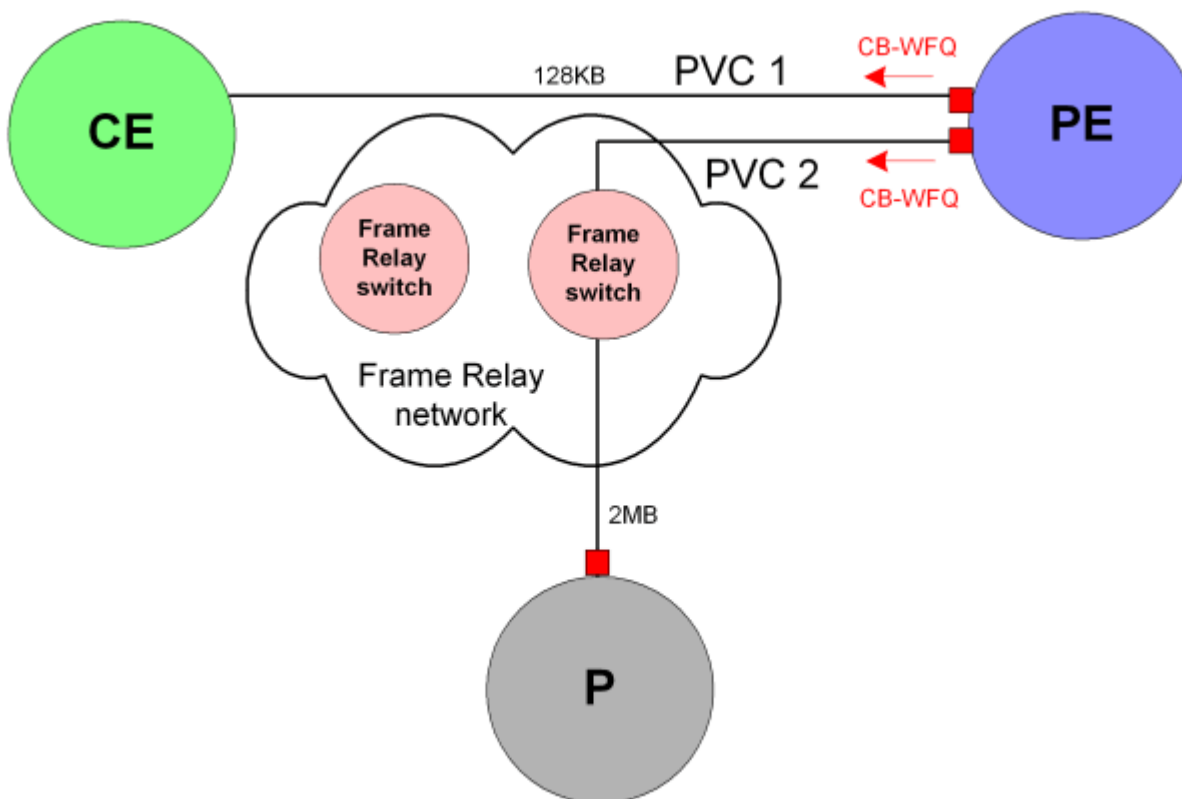 CB-WFQ
128KB
PVC 1
CE
PE
PVC 2
CB-WFQ
Frame
Relay
switch
Frame
Relay
switch
Frame Relay
network
2MB
P